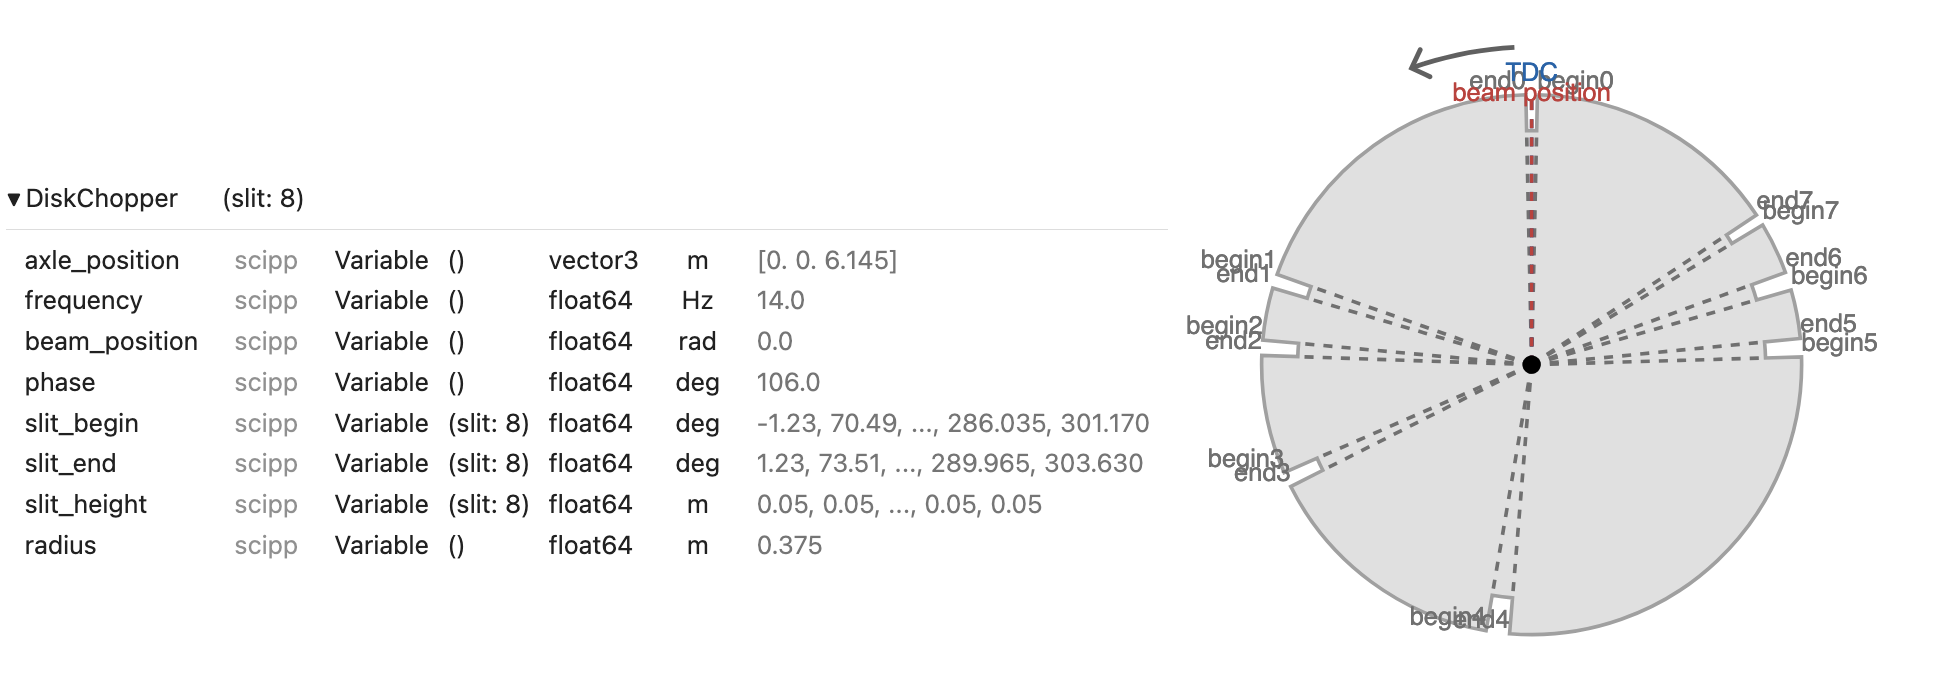 ▼ DiskChopper (slit: 8)
axle_position scipp Variable () vector3 m [0. 0. 6.145]
frequency scipp Variable () float64 Hz 14.0
beam_position scipp Variable () float64 rad 0.0
phase scipp Variable () float64 deg 106.0
slit_begin scipp Variable (slit: 8) float64 deg -1.23, 70.49, ..., 286.035, 301.170
slit_end scipp Variable (slit: 8) float64 deg 1.23, 73.51, ..., 289.965, 303.630
slit_height scipp Variable (slit: 8) float64 m 0.05, 0.05, ..., 0.05, 0.05
radius scipp Variable () float64 m 0.375
TDC
end0 begin0
beam position
end7
begin7
begin1
end1
end6
begin6
begin2
end2
end5
begin5
begin3
end3
begin4
end4